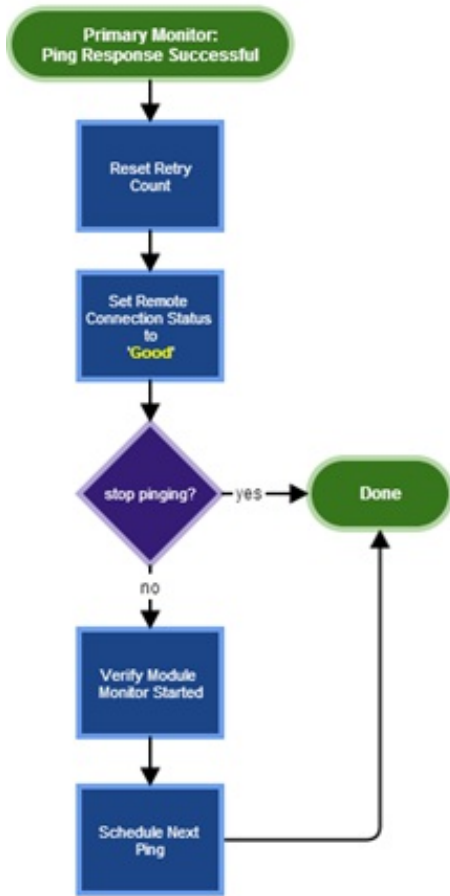 Primary Monitor:
Ping Response Successful
Reset Retry
Count
Set Remote
Connection Status
to
'Good'
stop pinging?
yes
Done
no
Verify Module
Monitor Started
Schedule Next
Ping